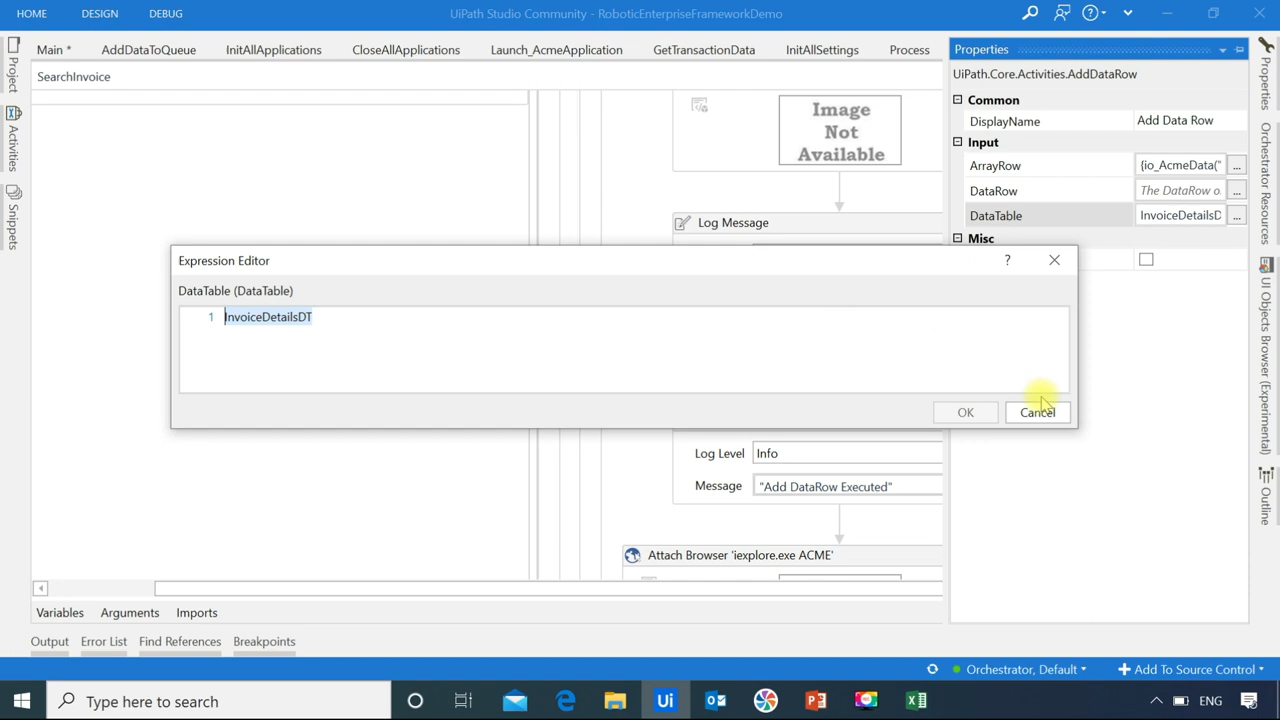 HOME DESIGN DEBUG UiPath Studio Community - RoboticEnterpriseFrameworkDemo
Main * AddDataToQueue InitAllApplications CloseAllApplications Launch_AcmeApplication GetTransactionData InitAllSettings Process
SearchInvoice
Project
Activities
Snippets
Image
Not
Available
Log Message
Properties
UiPath.Core.Activities.AddDataRow
Common
DisplayName Add Data Row
Input
ArrayRow {io_AcmeData("
DataRow The DataRow o
DataTable InvoiceDetailsD
Misc
Properties
Orchestrator Resources
UI Objects Browser (Experimental)
Outline
Expression Editor
DataTable (DataTable)
1 InvoiceDetailsDT
OK Cancel
Log Level Info
Message "Add DataRow Executed"
Attach Browser 'iexplore.exe ACME'
Variables Arguments Imports
Output Error List Find References Breakpoints
Orchestrator, Default Add To Source Control
Type here to search
Ui
ENG